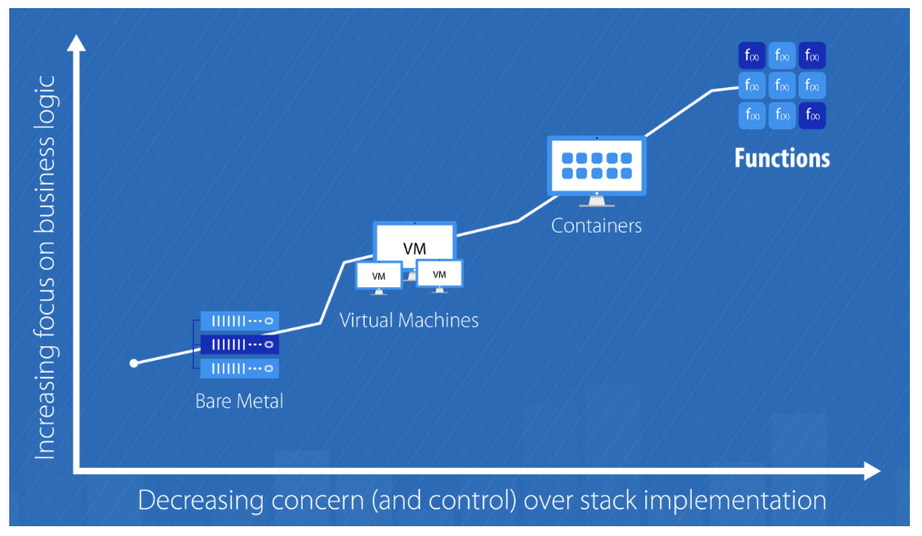 Increasing focus on business logic
f(x) f(x) f(x)
f(x) f(x) f(x)
f(x) f(x) f(x)
Functions
Containers
VM
VM VM
Virtual Machines
Bare Metal
Decreasing concern (and control) over stack implementation